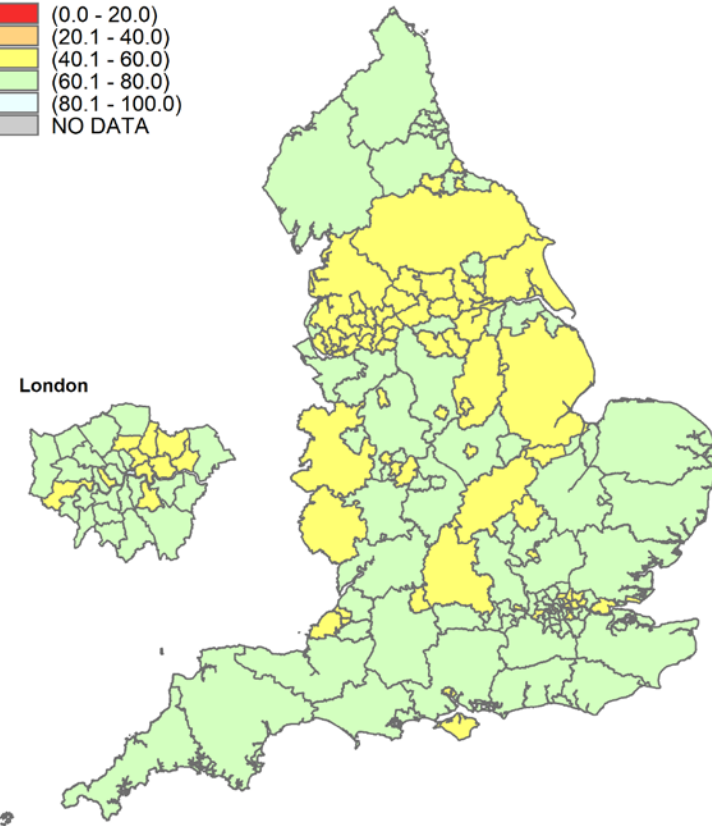 (0.0 - 20.0)
(20.1 - 40.0)
(40.1 - 60.0)
(60.1 - 80.0)
(80.1 - 100.0)
NO DATA
London